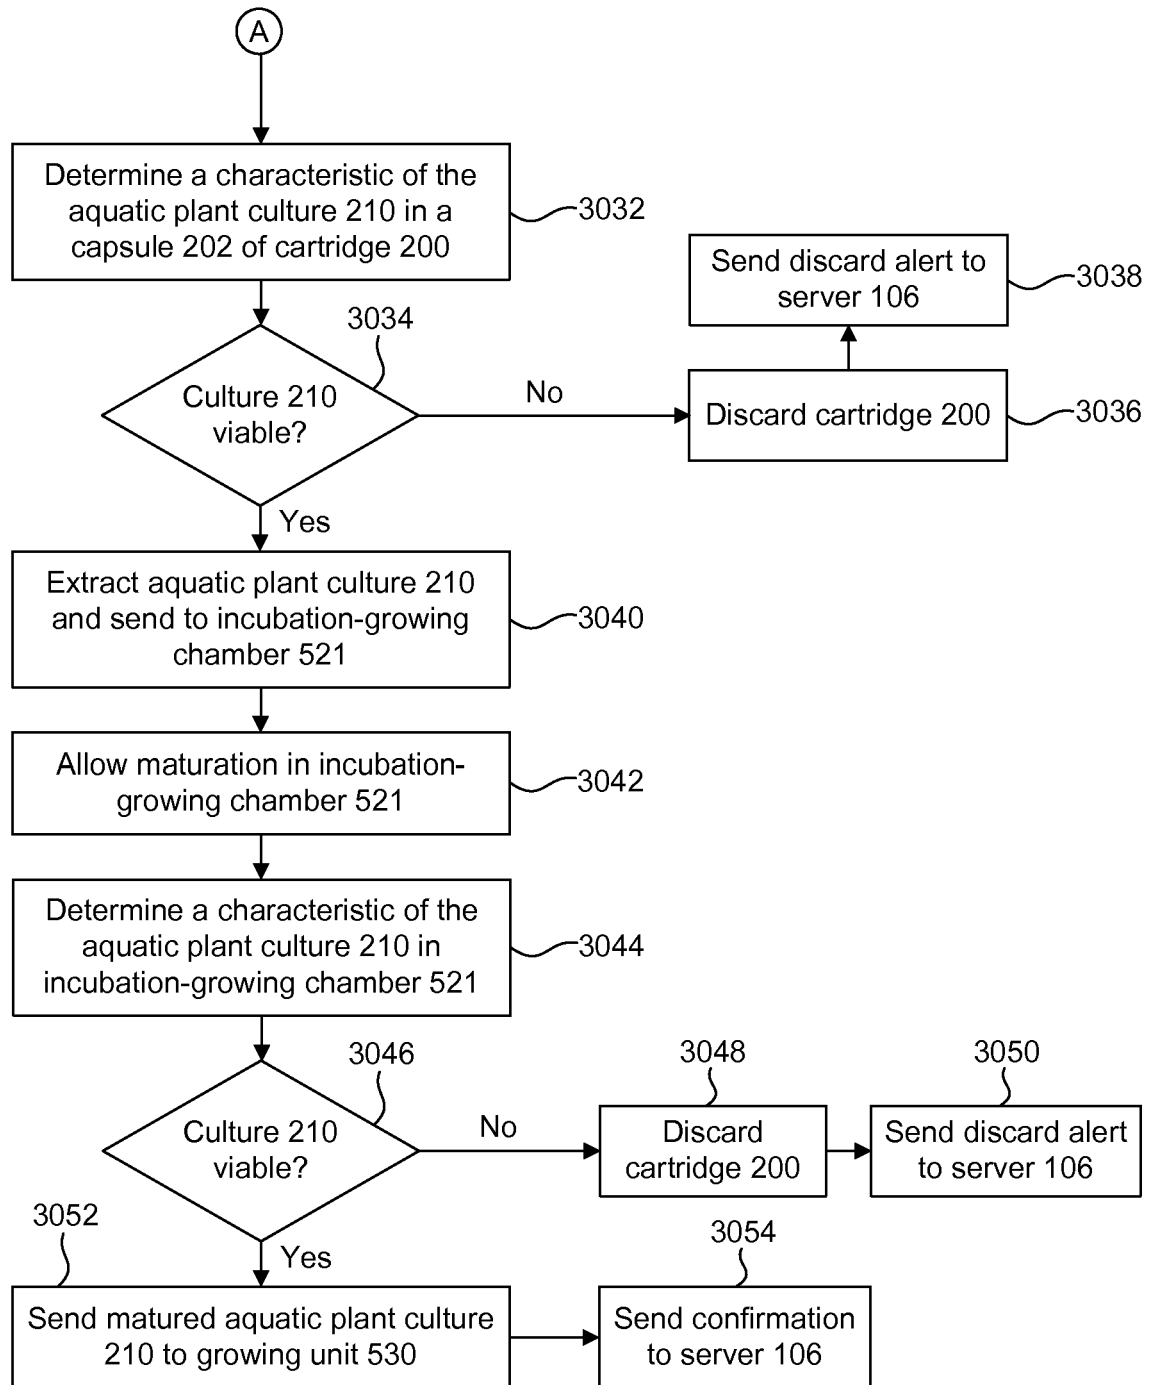 A
Determine a characteristic of the
aquatic plant culture 210 in a
capsule 202 of cartridge 200
3032
Send discard alert to
server 106
3038
3034
Culture 210
viable?
No
Discard cartridge 200
3036
Yes
Extract aquatic plant culture 210
and send to incubation-growing
chamber 521
3040
Allow maturation in incubation-
growing chamber 521
3042
Determine a characteristic of the
aquatic plant culture 210 in
incubation-growing chamber 521
3044
3046
Culture 210
viable?
No
3048
Discard
cartridge 200
3050
Send discard alert
to server 106
Yes
3052
Send matured aquatic plant culture
210 to growing unit 530
3054
Send confirmation
to server 106